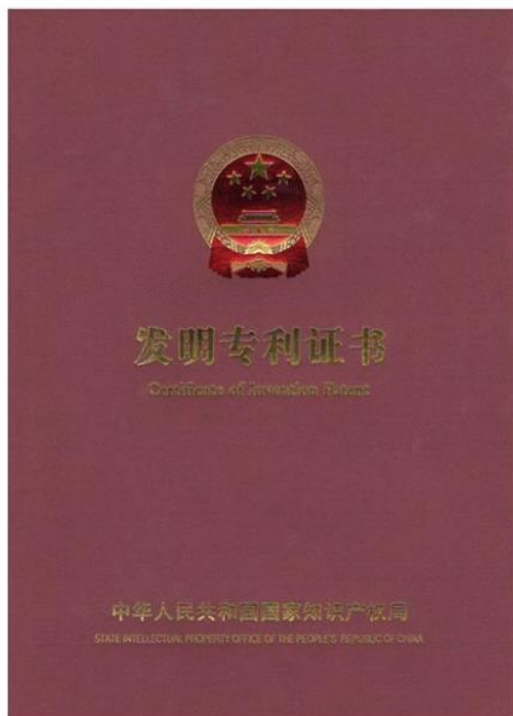 发明专利证书
Certificate of Invention Patent
中华人民共和国国家知识产权局
STATE INTELLECTUAL PROPERTY OFFICE OF THE PEOPLE'S REPUBLIC OF CHINA